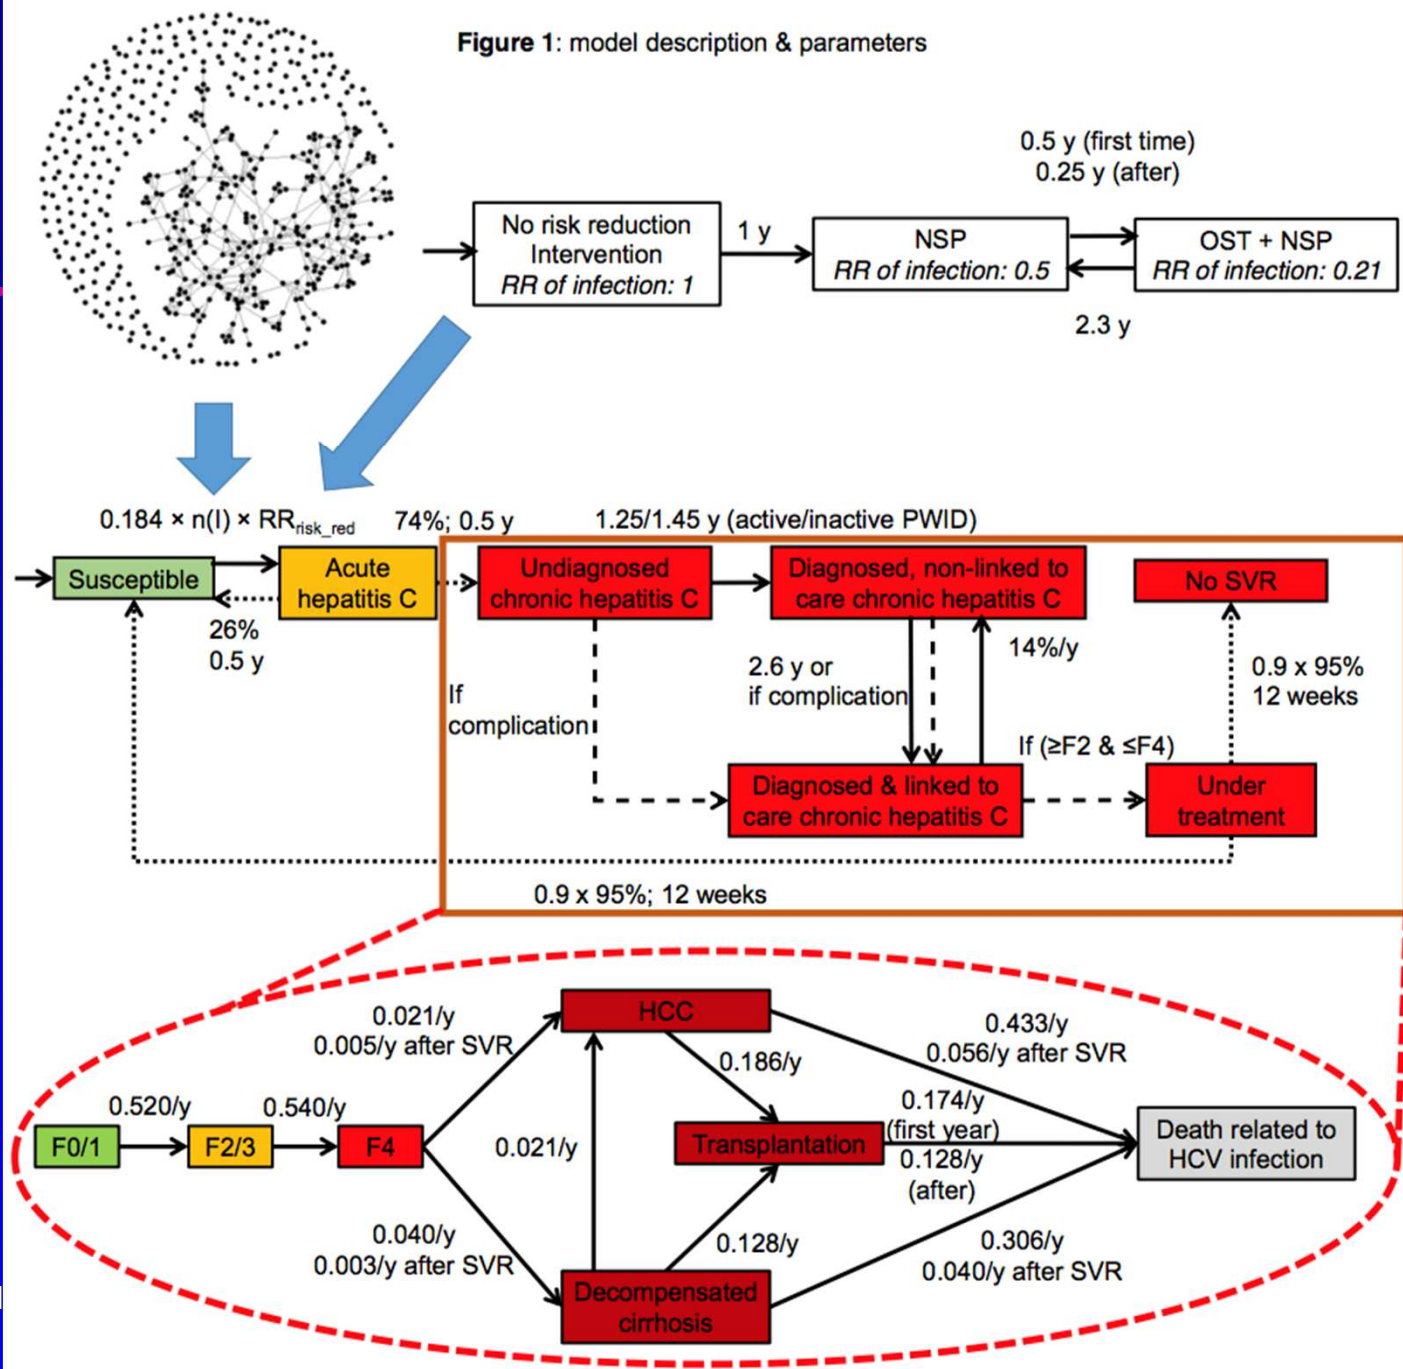 Figure 1: model description & parameters
0.5 y (first time)
0.25 y (after)
No risk reduction
Intervention
RR of infection: 1
1 y
NSP
RR of infection: 0.5
OST + NSP
RR of infection: 0.21
2.3 y
0.184 × n(I) × RRrisk_red
74%; 0.5 y
1.25/1.45 y (active/inactive PWID)
Susceptible
Acute
hepatitis C
Undiagnosed
chronic hepatitis C
Diagnosed, non-linked to
care chronic hepatitis C
No SVR
26%
0.5 y
If
complication
2.6 y or
if complication
14%/y
0.9 x 95%
12 weeks
If (≥F2 & ≤F4)
Diagnosed & linked to
care chronic hepatitis C
Under
treatment
0.9 x 95%; 12 weeks
0.021/y
0.005/y after SVR
HCC
0.433/y
0.056/y after SVR
0.186/y
0.520/y
0.540/y
F0/1
F2/3
F4
0.021/y
Transplantation
0.174/y
(first year)
0.128/y
(after)
Death related to
HCV infection
0.040/y
0.003/y after SVR
0.128/y
0.306/y
0.040/y after SVR
Decompensated
cirrhosis